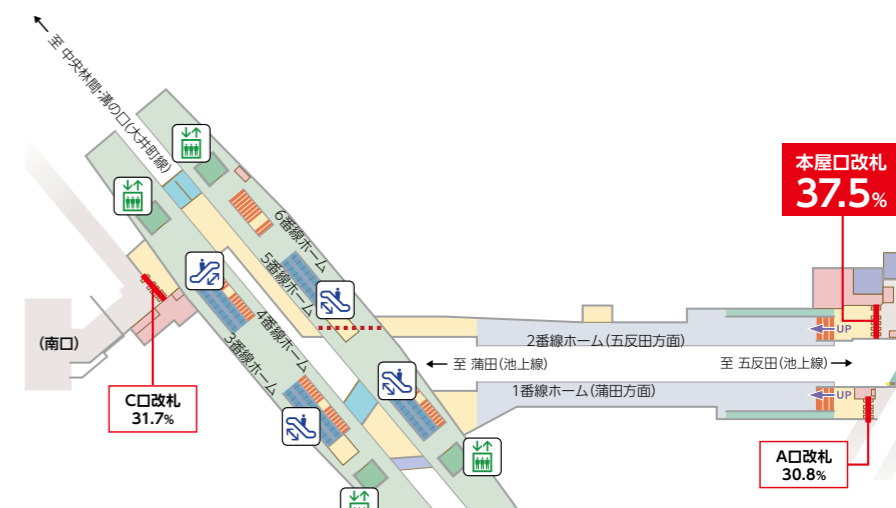 至 中央林間・溝の口(大井町線)
本屋口改札
37.5%
6番線ホーム
5番線ホーム
4番線ホーム
3番線ホーム
(南口)
2番線ホーム(五反田方面)
UP
至 蒲田(池上線)
至 五反田(池上線)
1番線ホーム(蒲田方面)
UP
C口改札
31.7%
A口改札
30.8%